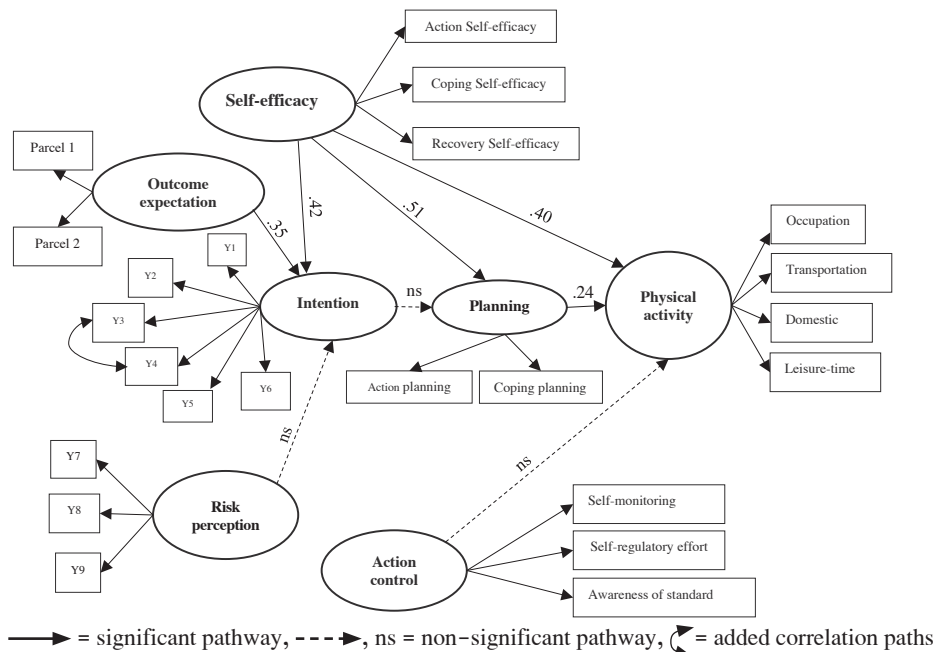 Action Self-efficacy
Coping Self-efficacy
Recovery Self-efficacy
Self-efficacy
Parcel 1
Parcel 2
Outcome
expectation
.35
.42
.51
.40
Y1
Y2
Y3
Y4
Y5
Y6
Intention
ns
Planning
.24
Physical
activity
Occupation
Transportation
Domestic
Leisure-time
Action planning
Coping planning
ns
ns
Y7
Y8
Y9
Risk
perception
Action
control
Self-monitoring
Self-regulatory effort
Awareness of standard
= significant pathway, , ns = non-significant pathway, = added correlation paths